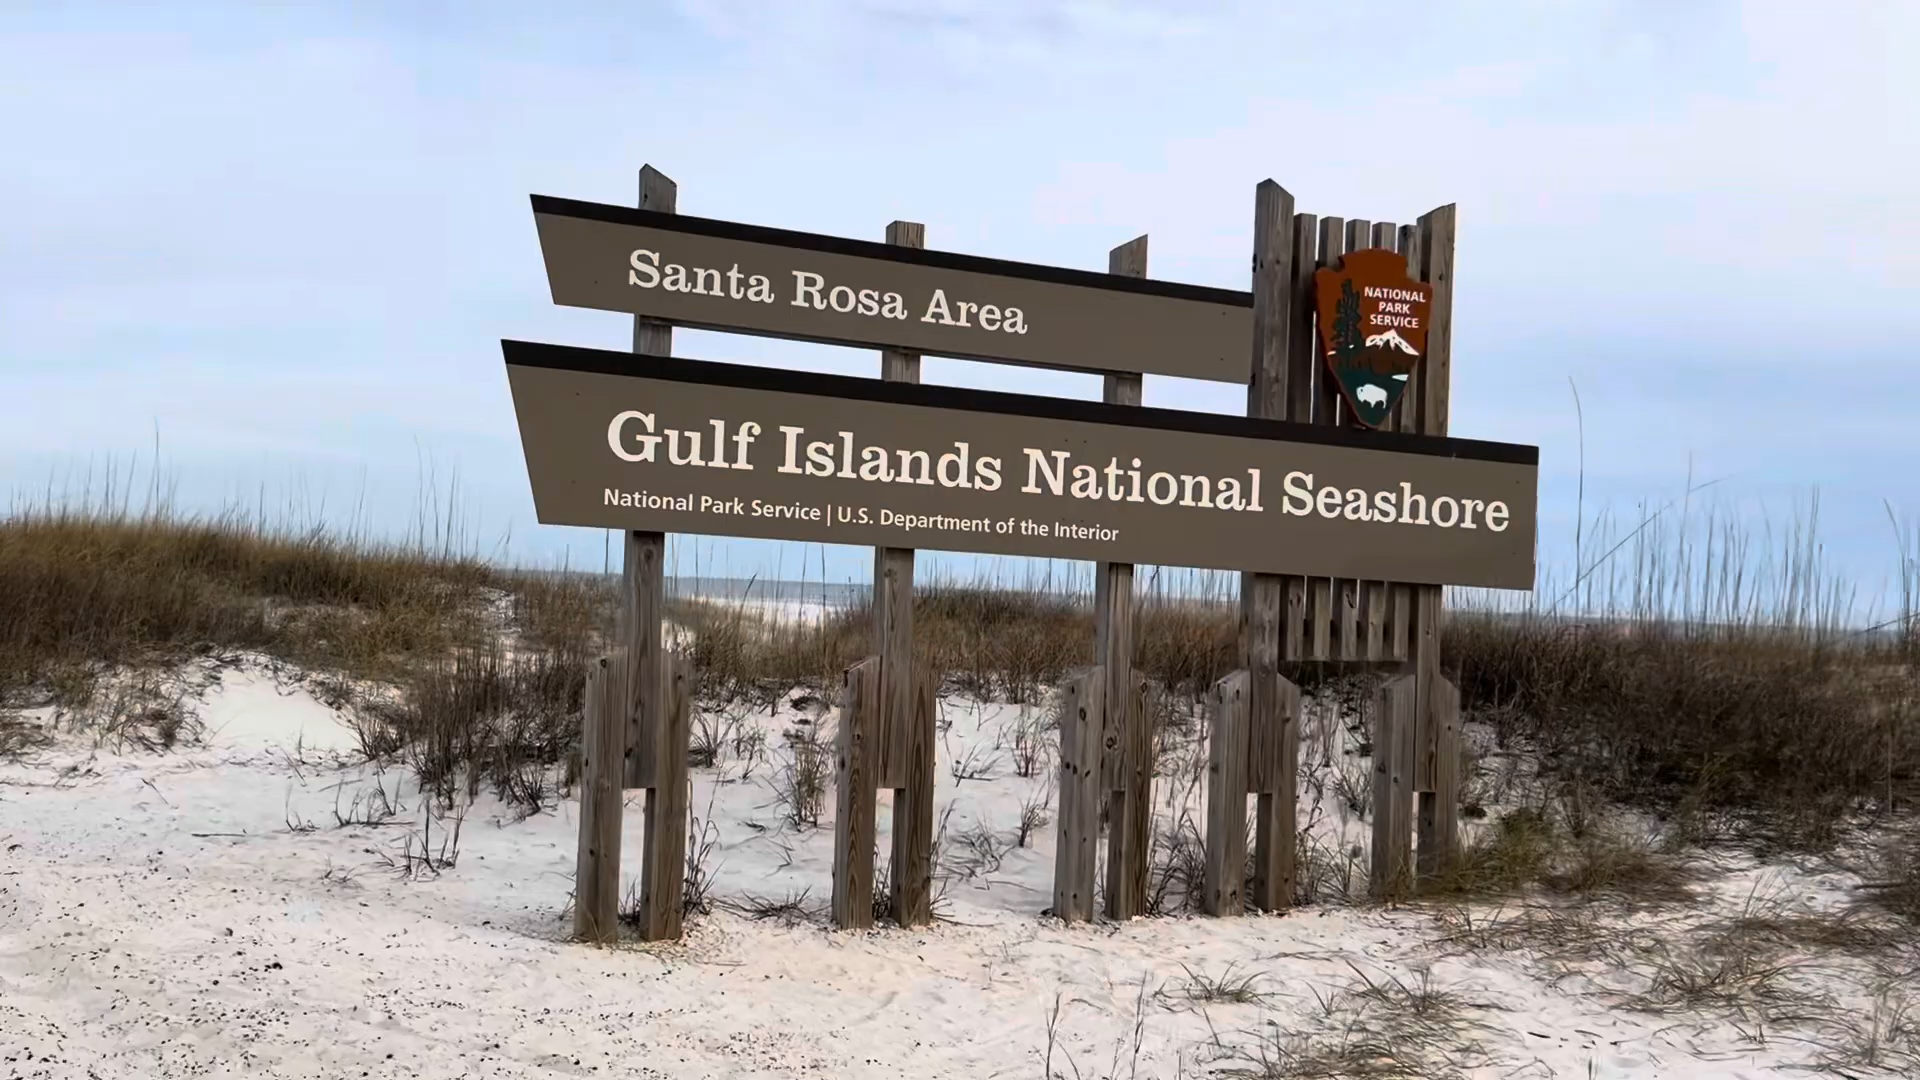 Santa Rosa Area
NATIONAL
PARK
SERVICE
Gulf Islands National Seashore
National Park Service | U.S. Department of the Interior